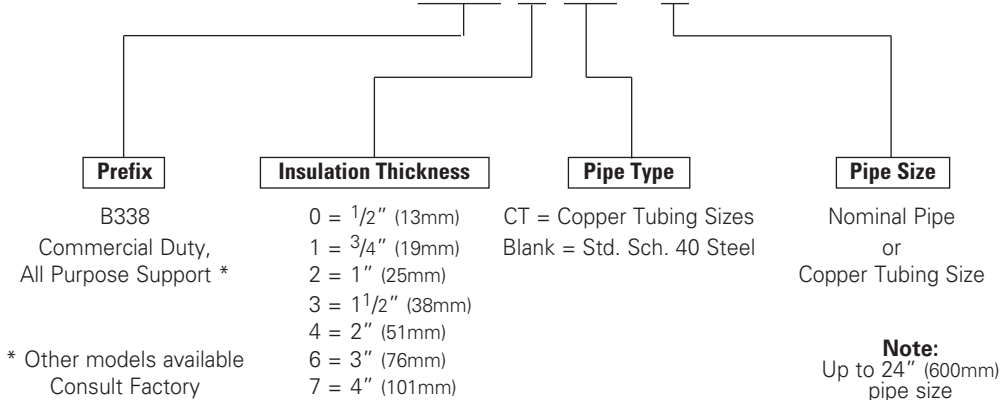 Prefix
B338
Commercial Duty,
All Purpose Support *
* Other models available
Consult Factory
Insulation Thickness
0 = 1/2" (13mm)
1 = 3/4" (19mm)
2 = 1" (25mm)
3 = 11/2" (38mm)
4 = 2" (51mm)
6 = 3" (76mm)
7 = 4" (101mm)
Pipe Type
CT = Copper Tubing Sizes
Blank = Std. Sch. 40 Steel
Pipe Size
Nominal Pipe
or
Copper Tubing Size
Note:
Up to 24" (600mm)
pipe size